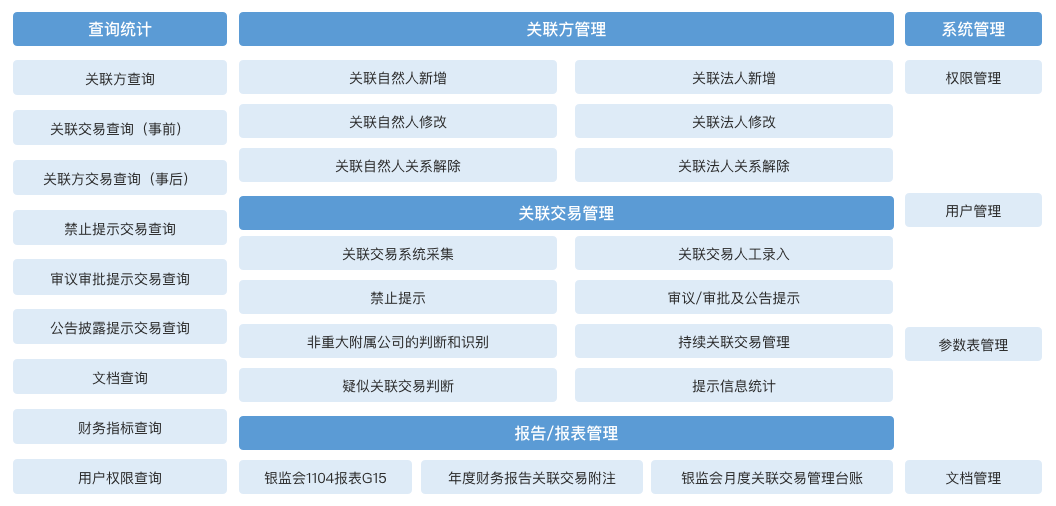 查询统计
关联方查询
关联交易查询（事前）
关联方交易查询（事后）
禁止提示交易查询
审议审批提示交易查询
公告披露提示交易查询
文档查询
财务指标查询
用户权限查询
关联方管理
关联自然人新增
关联法人新增
关联自然人修改
关联法人修改
关联自然人关系解除
关联法人关系解除
关联交易管理
关联交易系统采集
关联交易人工录入
禁止提示
审议/审批及公告提示
非重大附属公司的判断和识别
持续关联交易管理
疑似关联交易判断
提示信息统计
报告/报表管理
银监会1104报表G15
年度财务报告关联交易附注
银监会月度关联交易管理台账
系统管理
权限管理
用户管理
参数表管理
文档管理